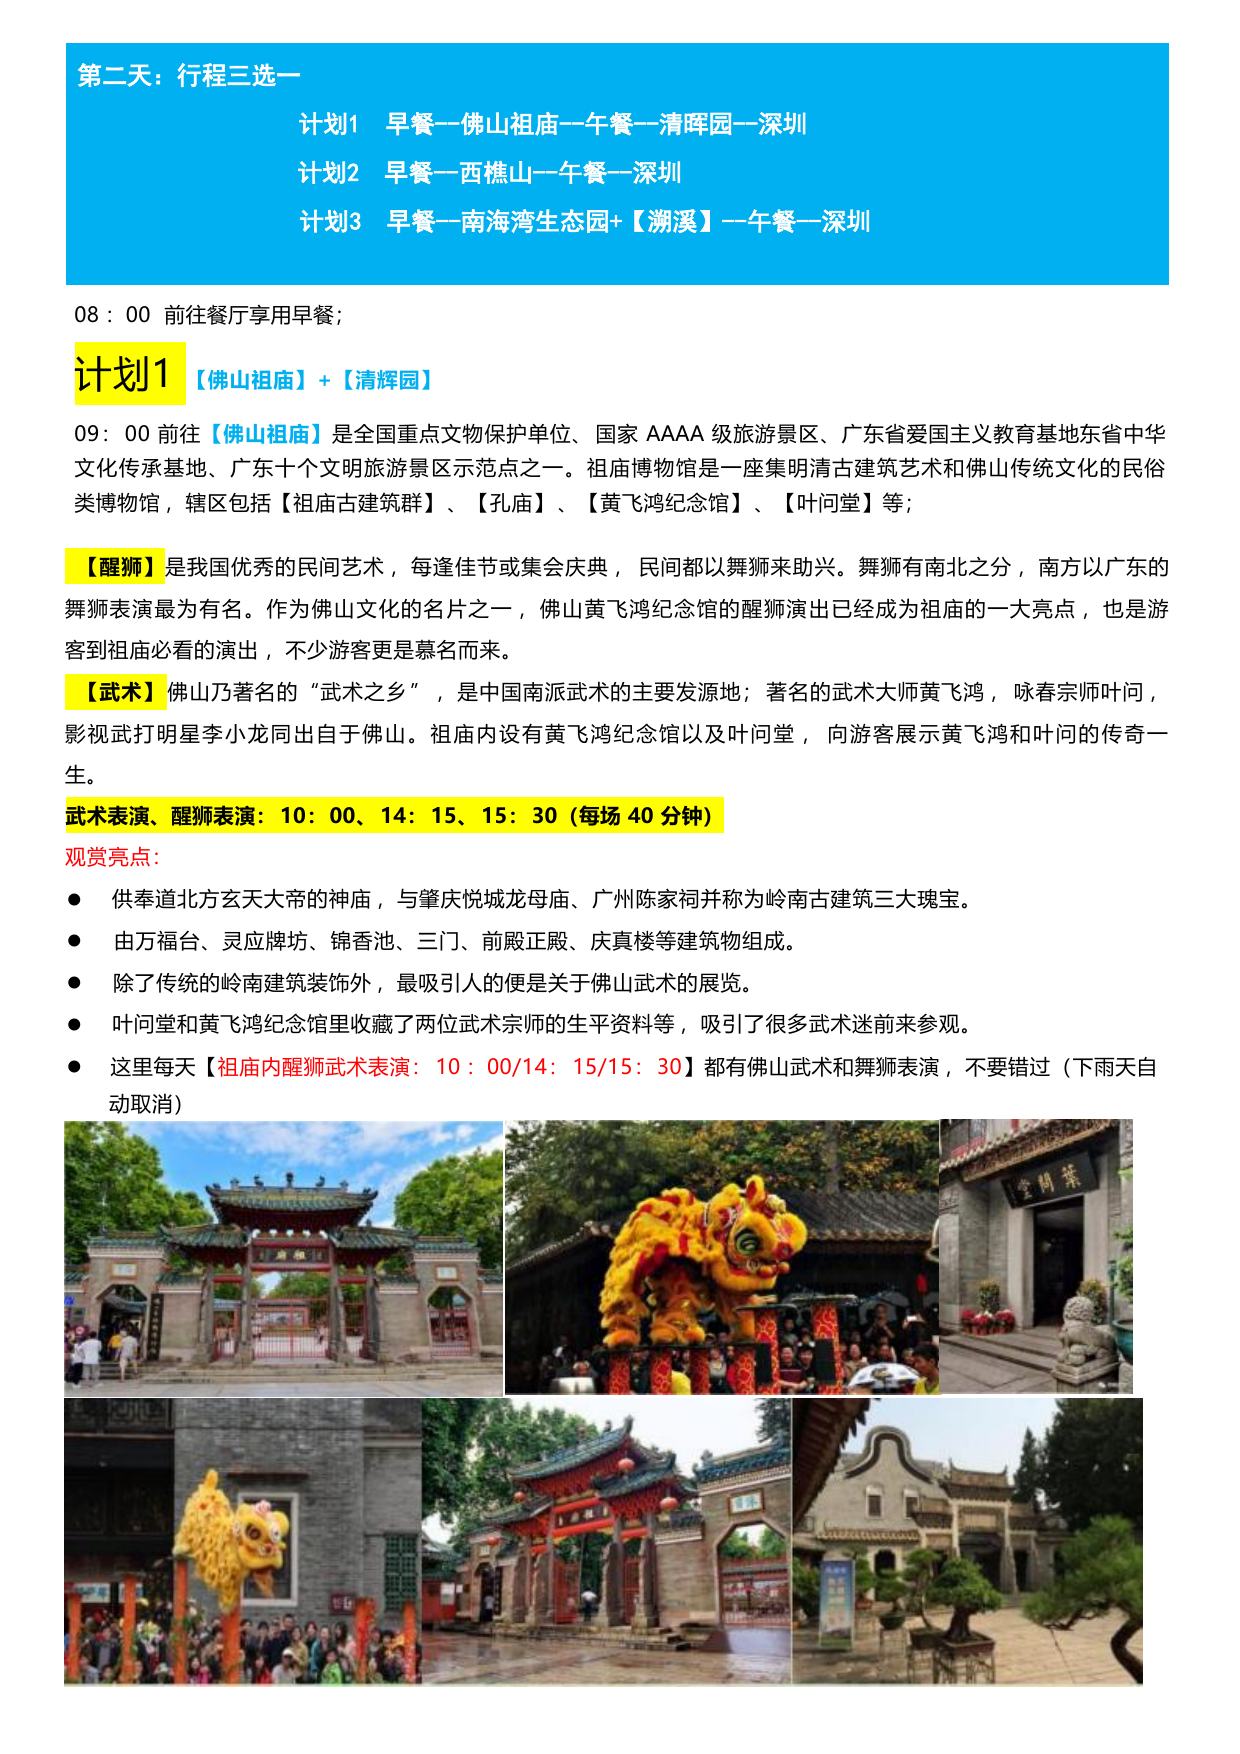 第二天：行程三选一
计划1 早餐--佛山祖庙--午餐--清晖园--深圳
计划2 早餐--西樵山--午餐--深圳
计划3 早餐--南海湾生态园+【溯溪】--午餐--深圳
08：00 前往餐厅享用早餐；
计划1 【佛山祖庙】+【清辉园】
09：00 前往【佛山祖庙】是全国重点文物保护单位、国家 AAAA 级旅游景区、广东省爱国主义教育基地东省中华
文化传承基地、广东十个文明旅游景区示范点之一。祖庙博物馆是一座集明清古建筑艺术和佛山传统文化的民俗
类博物馆，辖区包括【祖庙古建筑群】、【孔庙】、【黄飞鸿纪念馆】、【叶问堂】等；
【醒狮】是我国优秀的民间艺术，每逢佳节或集会庆典，民间都以舞狮来助兴。舞狮有南北之分，南方以广东的
舞狮表演最为有名。作为佛山文化的名片之一，佛山黄飞鸿纪念馆的醒狮演出已经成为祖庙的一大亮点，也是游
客到祖庙必看的演出，不少游客更是慕名而来。
【武术】佛山乃著名的“武术之乡”，是中国南派武术的主要发源地；著名的武术大师黄飞鸿，咏春宗师叶问，
影视武打明星李小龙同出自于佛山。祖庙内设有黄飞鸿纪念馆以及叶问堂，向游客展示黄飞鸿和叶问的传奇一
生。
武术表演、醒狮表演：10：00、14：15、15：30（每场 40 分钟）
观赏亮点：
● 供奉道北方玄天大帝的神庙，与肇庆悦城龙母庙、广州陈家祠并称为岭南古建筑三大瑰宝。
● 由万福台、灵应牌坊、锦香池、三门、前殿正殿、庆真楼等建筑物组成。
● 除了传统的岭南建筑装饰外，最吸引人的便是关于佛山武术的展览。
● 叶问堂和黄飞鸿纪念馆里收藏了两位武术宗师的生平资料等，吸引了很多武术迷前来参观。
● 这里每天【祖庙内醒狮武术表演：10：00/14：15/15：30】都有佛山武术和舞狮表演，不要错过（下雨天自
动取消）
祖廟
堂問葉